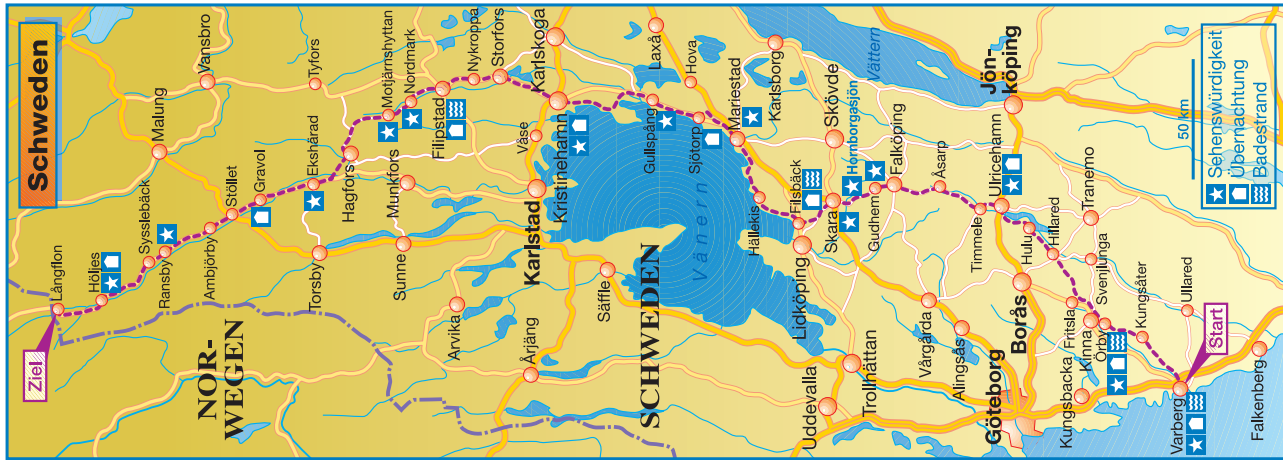 Schweden
Ziel
Långflon
Höljes
Sysslebäck
Ransby
Ambjörby
Stöllet
Gravol
Ekshärad
Hagfors
Malung
Vansbro
Tyfors
Motjärnshyttan
Nordmark
Filipstad
Nykroppa
Storfors
Karlskoga
Munkfors
Torsby
Sunne
Arvika
Årjäng
Säffle
Karlstad
Väse
Kristinehamn
NOR-
WEGEN
SCHWEDEN
Vänern
Gullspång
Laxå
Hova
Sjötorp
Mariestad
Karlsborg
Vättern
Hällekis
Filsbäck
Lidköping
Skara
Skövde
Hornborgasjön
Gudhem
Falköping
Åsarp
Uddevalla
Trollhättan
Vårgårda
Alingsås
Göteborg
Borås
Timmele
Ulricehamn
Hulu
Hillared
Jön-
köping
Tranemo
Svenljunga
Fritsla
Kinna
Örby
Kungsbacka
Kungsäter
Ullared
Varberg
Start
Falkenberg
50 km
Sehenswürdigkeit
Übernachtung
Badestrand